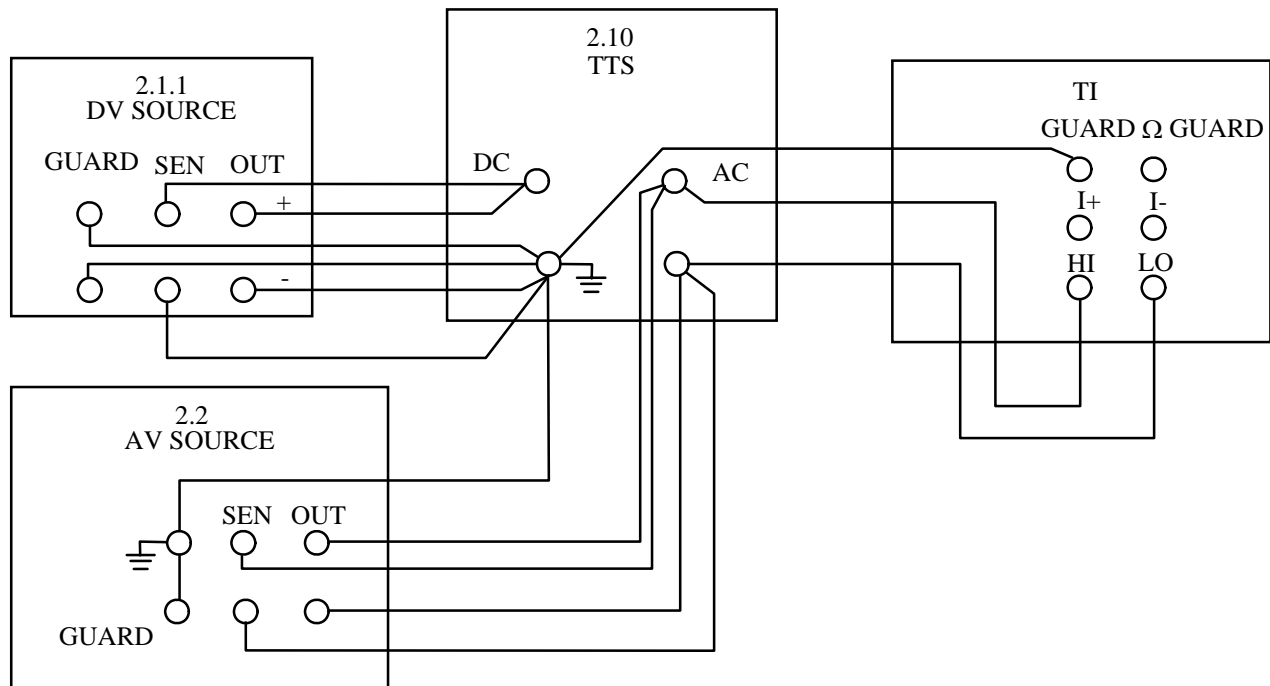 2.10
TTS
2.1.1
DV SOURCE
GUARD SEN OUT
+
-
DC
AC
TI
GUARD Ω GUARD
I+ I-
HI LO
2.2
AV SOURCE
SEN OUT
GUARD